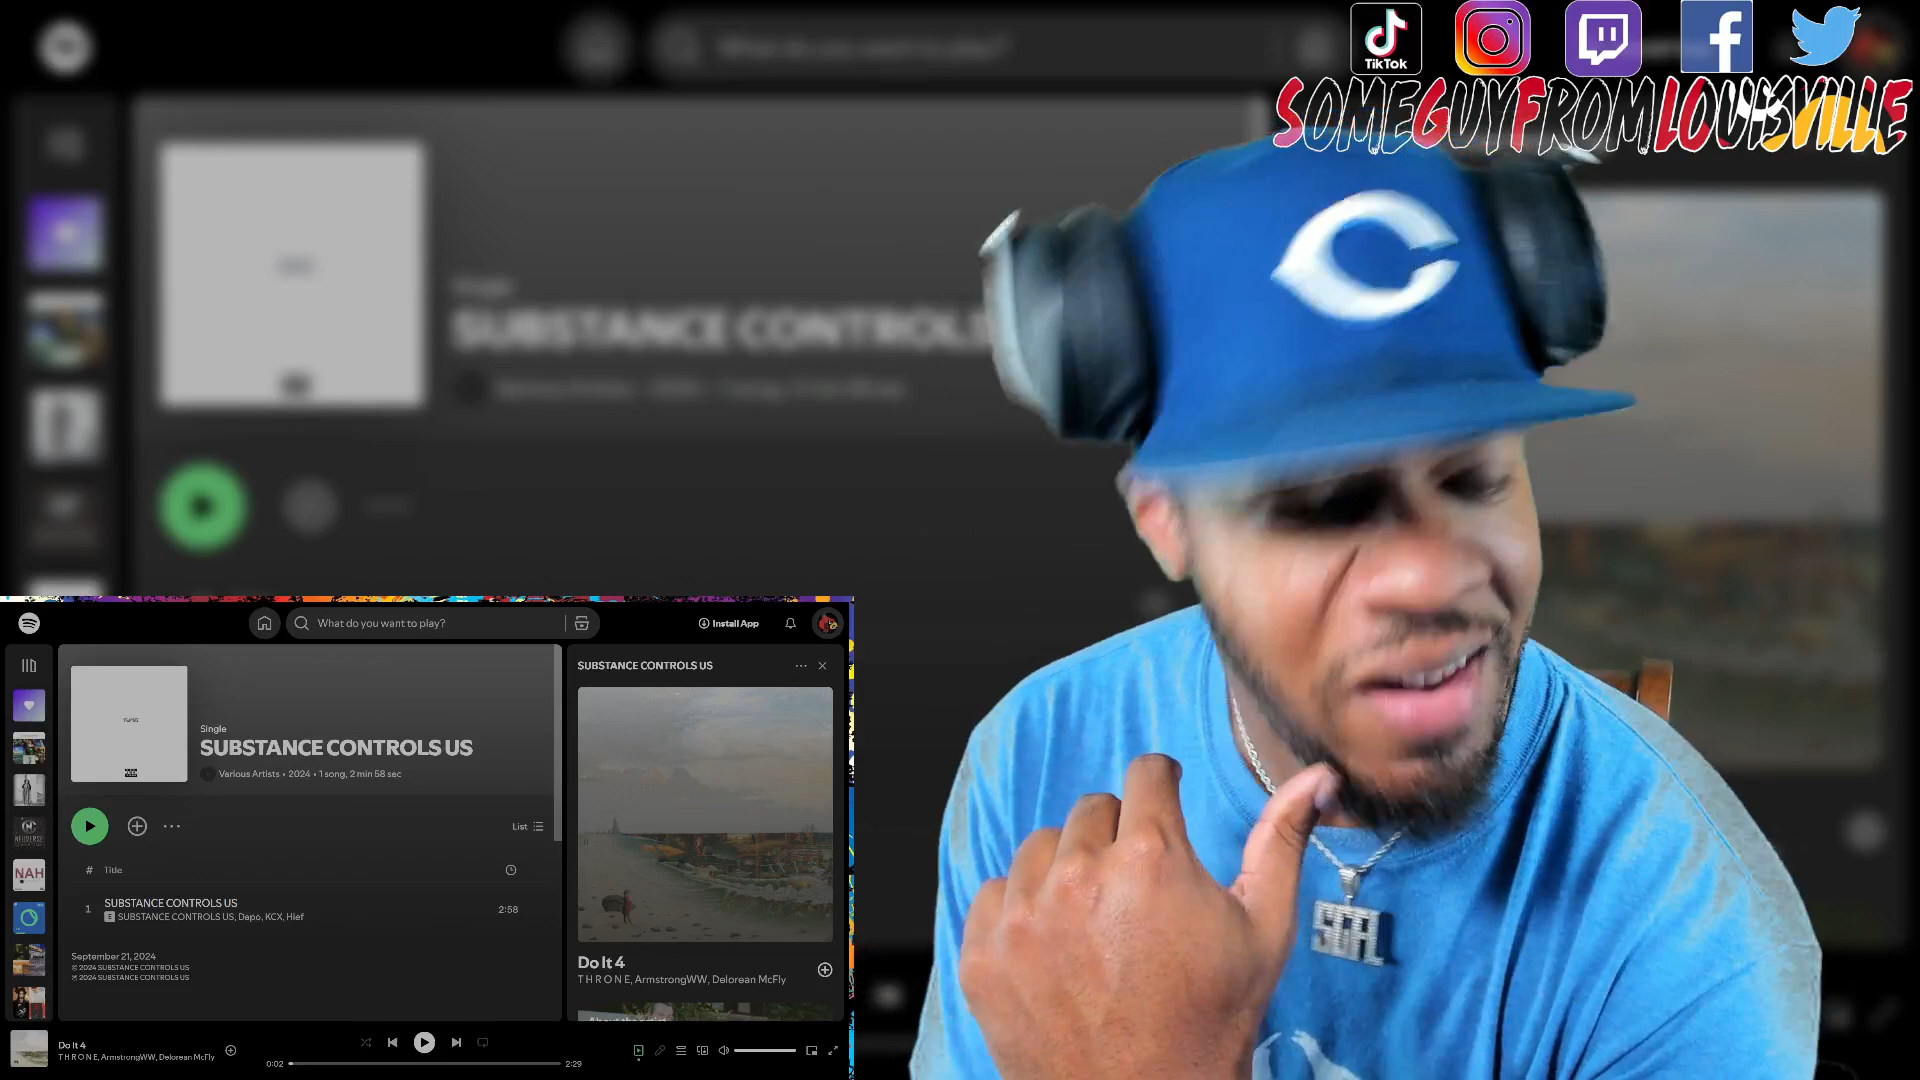 TikTok
SOMEGUYFROMLOUISVILLE
SUBSTANCE CONTROLS
What do you want to play?
Install App
SUBSTANCE CONTROLS US
Single
SUBSTANCE CONTROLS US
Various Artists • 2024 • 1 song, 2 min 58 sec
List
# Title
1 SUBSTANCE CONTROLS US 2:58
E SUBSTANCE CONTROLS US, Dapo, KCX, Hief
September 21, 2024
© 2024 SUBSTANCE CONTROLS US
℗ 2024 SUBSTANCE CONTROLS US
NAH
Do It 4
T H R O N E, ArmstrongWW, Delorean McFly
Do It 4
T H R O N E, ArmstrongWW, Delorean McFly
0:02
2:29
C